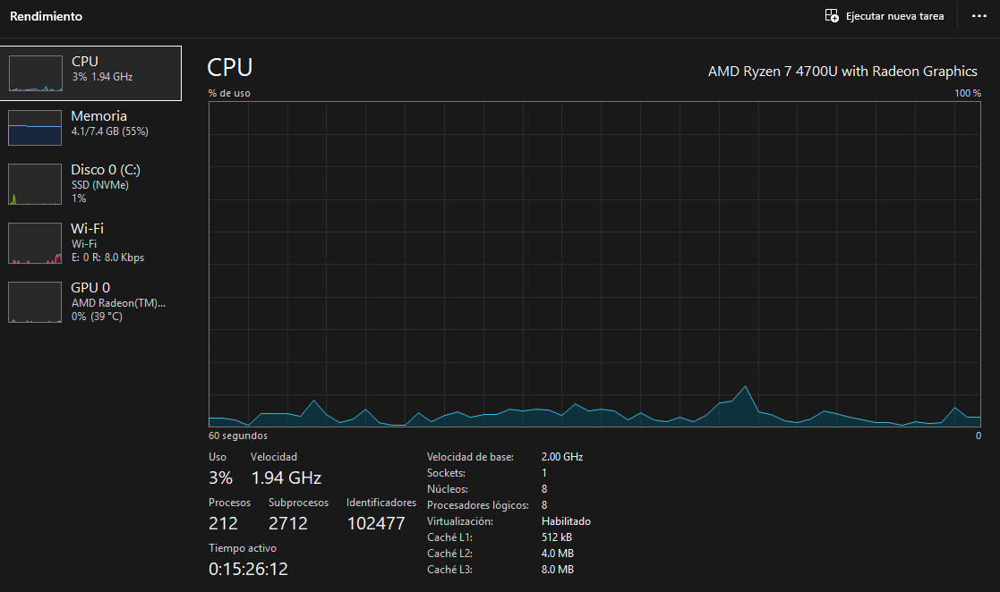 Rendimiento
Ejecutar nueva tarea
CPU
3% 1.94 GHz
Memoria
4.1/7.4 GB (55%)
Disco 0 (C:)
SSD (NVMe)
1%
Wi-Fi
Wi-Fi
E: 0 R: 8.0 Kbps
GPU 0
AMD Radeon(TM)...
0% (39 °C)
CPU
AMD Ryzen 7 4700U with Radeon Graphics
% de uso
100 %
60 segundos
0
Uso
Velocidad
3%
1.94 GHz
Procesos
Subprocesos
Identificadores
212
2712
102477
Tiempo activo
0:15:26:12
Velocidad de base: 2.00 GHz
Sockets: 1
Núcleos: 8
Procesadores lógicos: 8
Virtualización: Habilitado
Caché L1: 512 kB
Caché L2: 4.0 MB
Caché L3: 8.0 MB